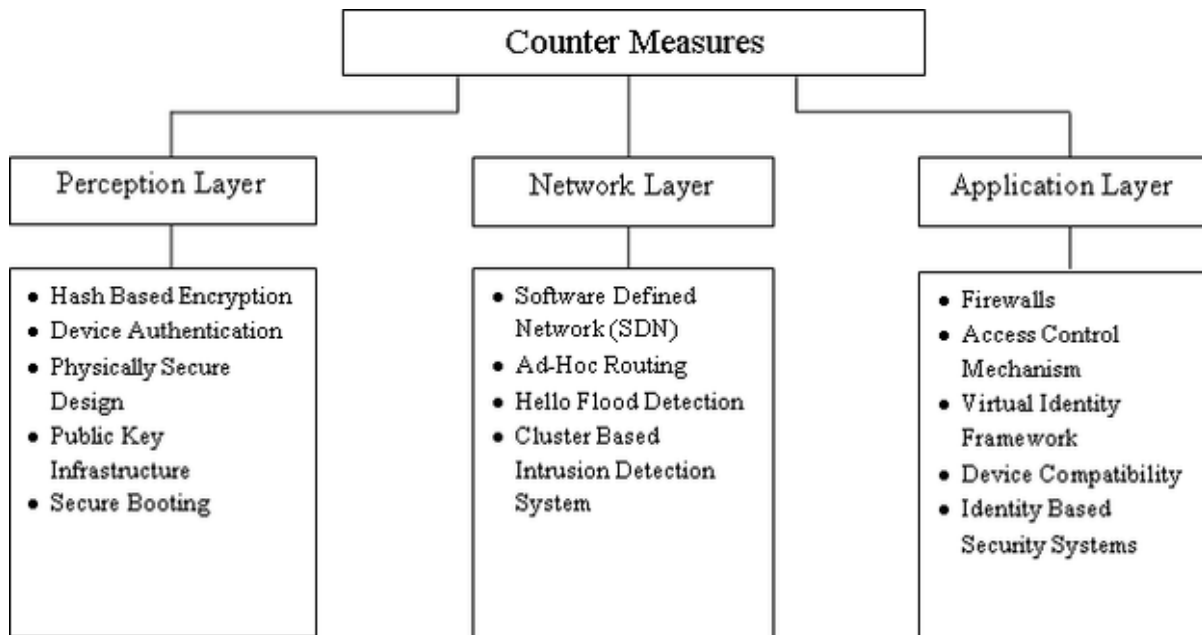 Counter Measures
Perception Layer
● Hash Based Encryption
● Device Authentication
● Physically Secure
Design
● Public Key
Infrastructure
● Secure Booting
Network Layer
● Software Defined
Network (SDN)
● Ad-Hoc Routing
● Hello Flood Detection
● Cluster Based
Intrusion Detection
System
Application Layer
● Firewalls
● Access Control
Mechanism
● Virtual Identity
Framework
● Device Compatibility
● Identity Based
Security Systems